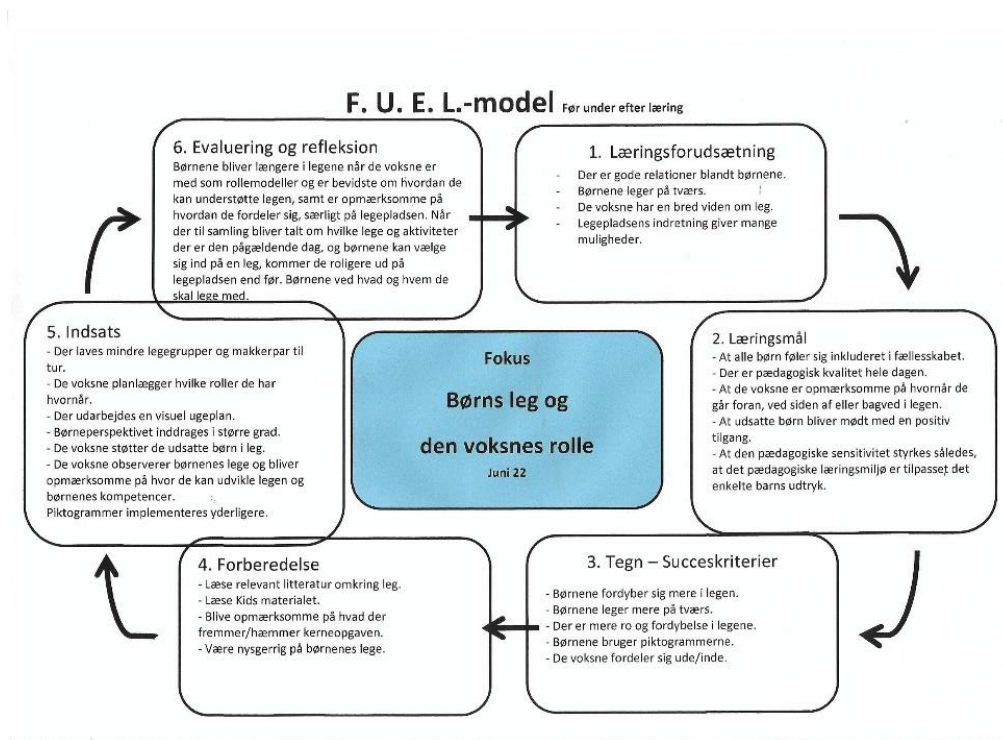 F. U. E. L.-model Før under efter læring
6. Evaluering og refleksion
Børnene bliver længere i legene når de voksne er
med som rollemodeller og er bevidste om hvordan de
kan understøtte legen, samt er opmærksomme på
hvordan de fordeler sig, særligt på legepladsen. Når
der til samling bliver talt om hvilke lege og aktiviteter
der er den pågældende dag, og børnene kan vælge
sig ind på en leg, kommer de roligere ud på
legepladsen end før. Børnene ved hvad og hvem de
skal lege med.
1. Læringsforudsætning
- Der er gode relationer blandt børnene.
- Børnene leger på tværs.
- De voksne har en bred viden om leg.
- Legepladsens indretning giver mange
muligheder.
2. Læringsmål
- At alle børn føler sig inkluderet i fællesskabet.
- Der er pædagogisk kvalitet hele dagen.
- At de voksne er opmærksomme på hvornår de
går foran, ved siden af eller bagved i legen.
- At udsatte børn bliver mødt med en positiv
tilgang.
- At den pædagogiske sensitivitet styrkes således,
at det pædagogiske læringsmiljø er tilpasset det
enkelte barns udtryk.
3. Tegn – Succeskriterier
- Børnene fordyber sig mere i legen.
- Børnene leger mere på tværs.
- Der er mere ro og fordybelse i legene.
- Børnene bruger piktogrammerne.
- De voksne fordeler sig ude/inde.
4. Forberedelse
- Læse relevant litteratur omkring leg.
- Læse Kids materialet.
- Blive opmærksomme på hvad der
fremmer/hæmmer kerneopgaven.
- Være nysgerrig på børnenes lege.
5. Indsats
- Der laves mindre legegrupper og makkerpar til
tur.
- De voksne planlægger hvilke roller de har
hvornår.
- Der udarbejdes en visuel ugeplan.
- Børneperspektivet inddrages i større grad.
- De voksne støtter de udsatte børn i leg.
- De voksne observerer børnenes lege og bliver
opmærksomme på hvor de kan udvikle legen og
børnenes kompetencer.
Piktogrammer implementeres yderligere.
Fokus
Børns leg og
den voksnes rolle
Juni 22